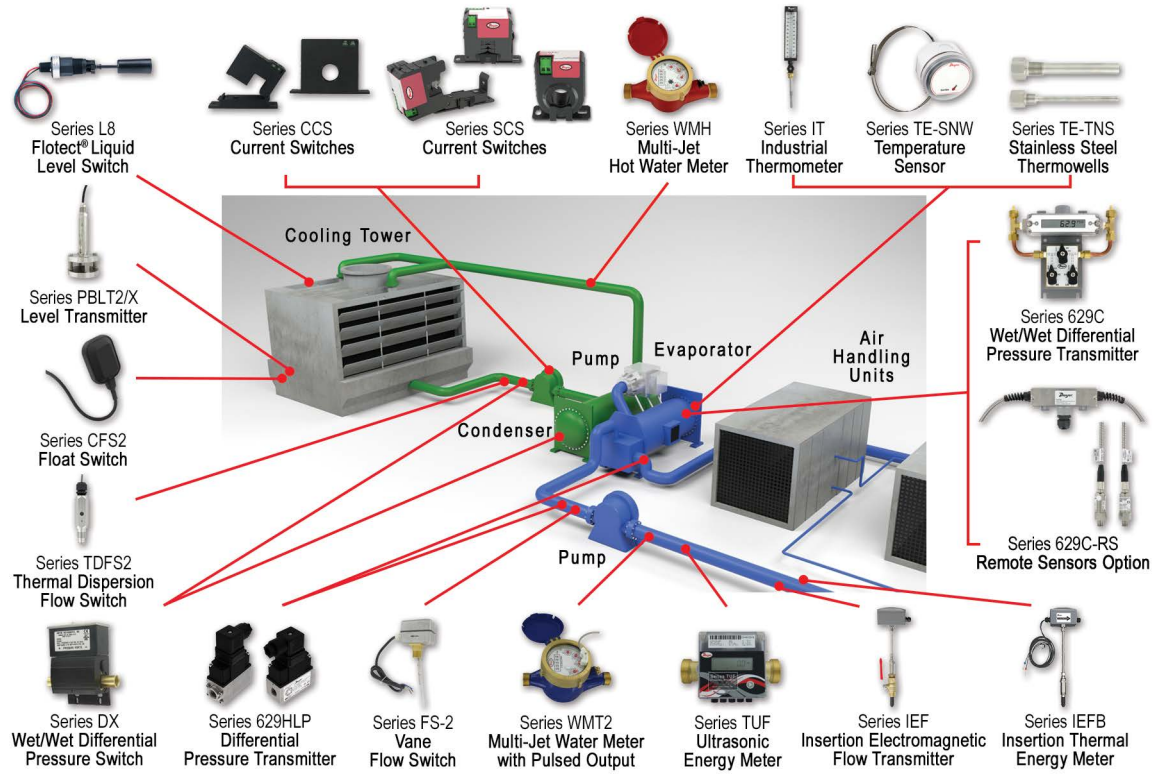 Series L8
Flotect® Liquid
Level Switch
Series CCS
Current Switches
Series SCS
Current Switches
Series WMH
Multi-Jet
Hot Water Meter
Series IT
Industrial
Thermometer
Series TE-SNW
Temperature
Sensor
Series TE-TNS
Stainless Steel
Thermowells
Series PBLT2/X
Level Transmitter
Series CFS2
Float Switch
Series TDFS2
Thermal Dispersion
Flow Switch
Cooling Tower
Pump
Evaporator
Condenser
Air
Handling
Units
Pump
Series 629C
Wet/Wet Differential
Pressure Transmitter
Series 629C-RS
Remote Sensors Option
Series DX
Wet/Wet Differential
Pressure Switch
Series 629HLP
Differential
Pressure Transmitter
Series FS-2
Vane
Flow Switch
Series WMT2
Multi-Jet Water Meter
with Pulsed Output
Series TUF
Ultrasonic
Energy Meter
Series IEF
Insertion Electromagnetic
Flow Transmitter
Series IEFB
Insertion Thermal
Energy Meter